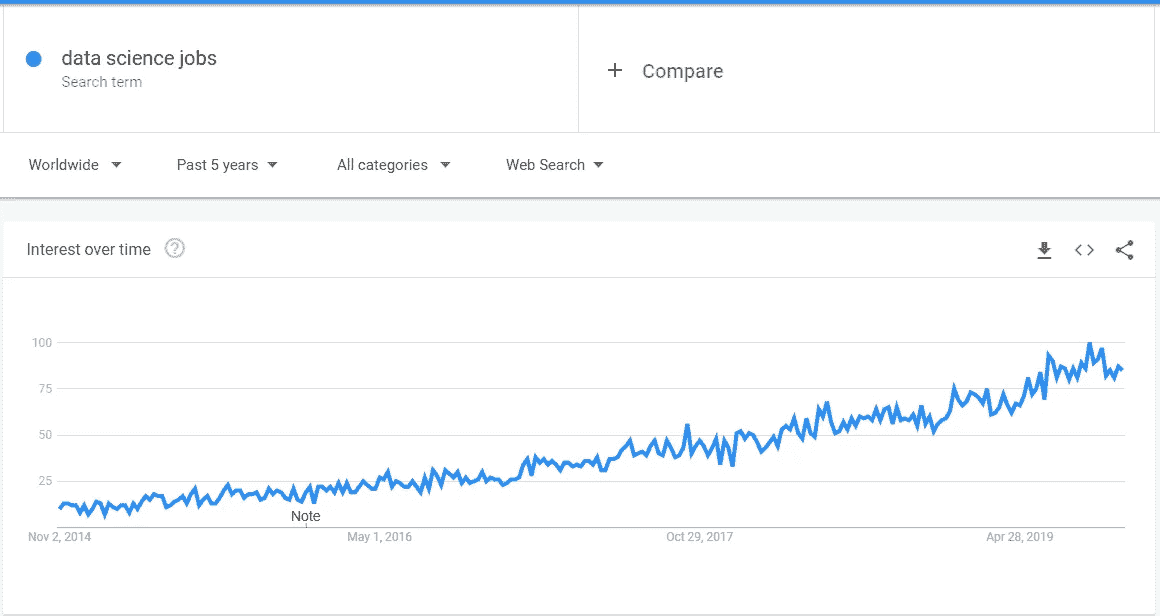 data science jobs
Search term
+ Compare
Worldwide
Past 5 years
All categories
Web Search
Interest over time ?
100
75
50
25
Note
Nov 2, 2014
May 1, 2016
Oct 29, 2017
Apr 28, 2019